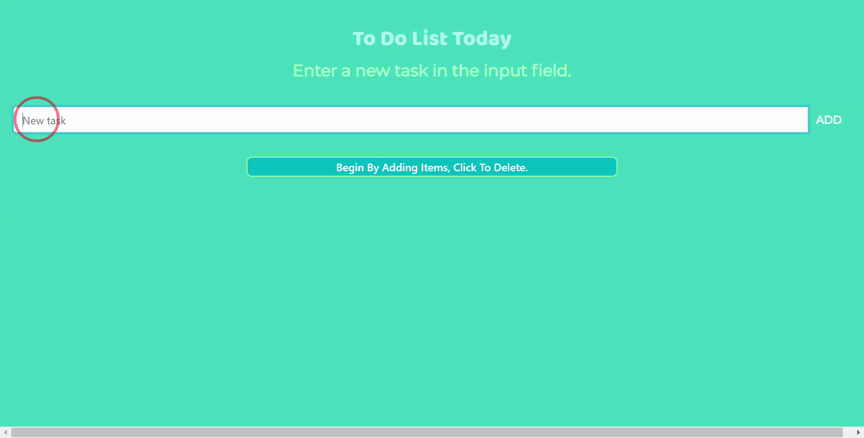 To Do List Today
Enter a new task in the input field.
New task
ADD
Begin By Adding Items, Click To Delete.